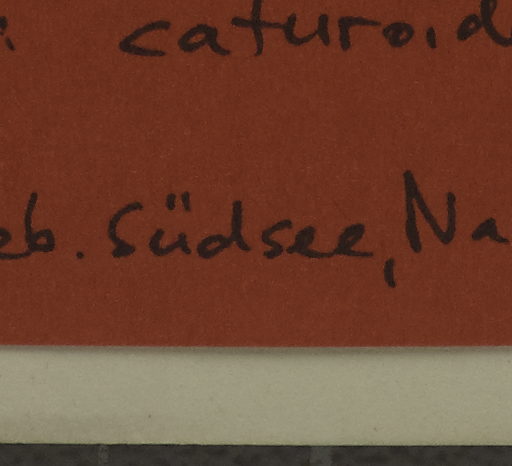 caturoid
eb. Südsee, Na